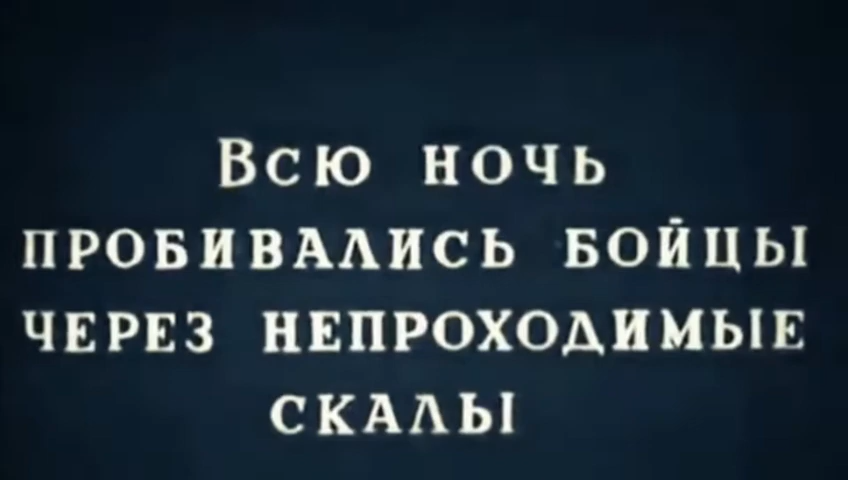 Всю ночь
пробивались бойцы
через непроходимые
скалы